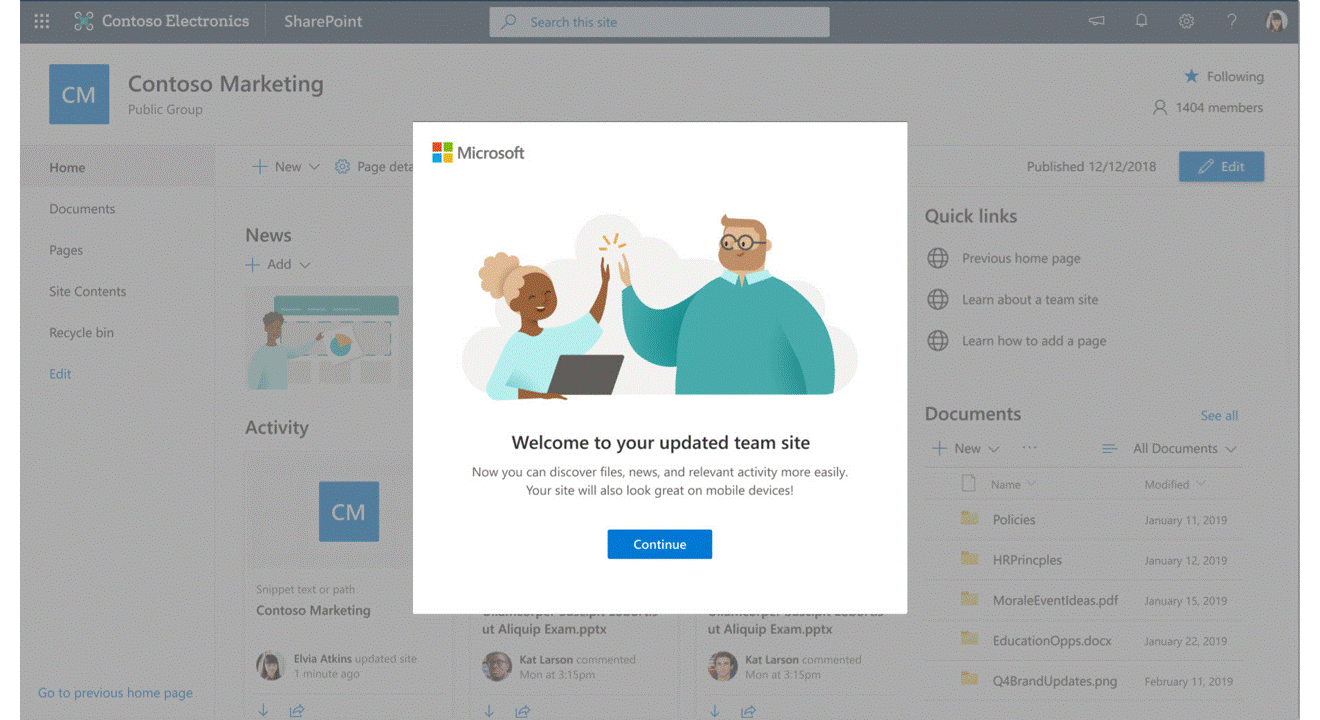 Contoso Electronics
SharePoint
Search this site
CM
Contoso Marketing
Public Group
Following
1404 members
Home
Documents
Pages
Site Contents
Recycle bin
Edit
Go to previous home page
New
Page deta
Published 12/12/2018
Edit
News
Add
Activity
CM
Snippet text or path
Contoso Marketing
Elvia Atkins updated site
1 minute ago
ut Aliquip Exam.pptx
Kat Larson commented
Mon at 3:15pm
ut Aliquip Exam.pptx
Kat Larson commented
Mon at 3:15pm
Microsoft
Welcome to your updated team site
Now you can discover files, news, and relevant activity more easily.
Your site will also look great on mobile devices!
Continue
Quick links
Previous home page
Learn about a team site
Learn how to add a page
Documents
See all
New
All Documents
Name
Modified
Policies
January 11, 2019
HRPrincples
January 12, 2019
MoraleEventIdeas.pdf
January 15, 2019
EducationOpps.docx
January 22, 2019
Q4BrandUpdates.png
February 11, 2019